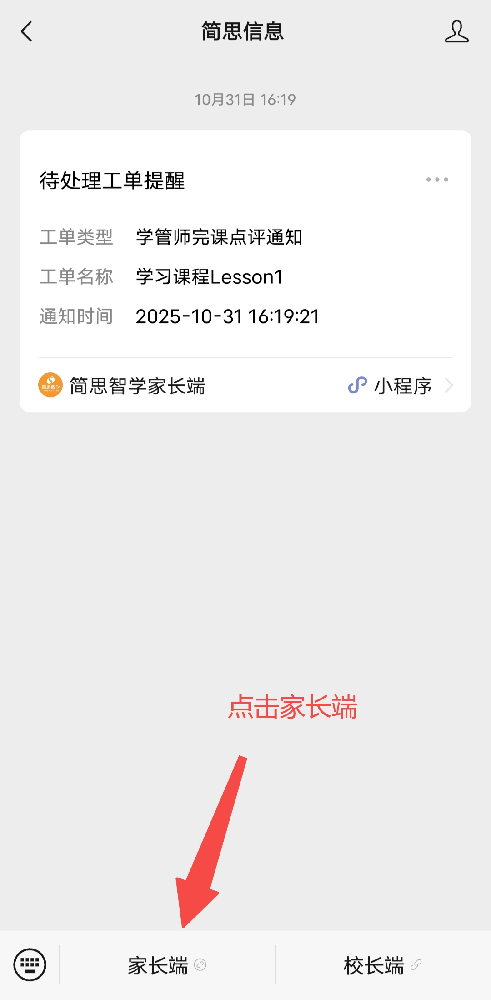 简思信息
10月31日 16:19
待处理工单提醒
工单类型 学管师完课点评通知
工单名称 学习课程Lesson1
通知时间 2025-10-31 16:19:21
简思智学
简思智学家长端 小程序
点击家长端
家长端 校长端